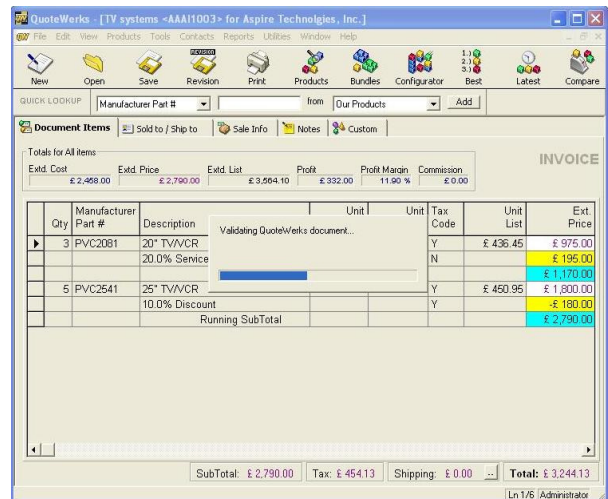 QuoteWerks - [TV systems <AAAI1003> for Aspire Technolgies, Inc.]
File Edit View Products Tools Contacts Reports Utilities Window Help
REVISION
1.)
2.)
3.)
New Open Save Revision Print Products Bundles Configurator Best Latest Compare
QUICK LOOKUP Manufacturer Part # from Our Products Add
Document Items Sold to / Ship to Sale Info Notes Custom
Totals for All items
INVOICE
Extd. Cost Extd. Price Extd. List Profit Profit Margin Commission
£ 2,458.00 £ 2,790.00 £ 3,564.10 £ 332.00 11.90 % £ 0.00
Manufacturer Unit Unit Tax Unit Ext.
Qty Part # Description Code List Price
Validating QuoteWerks document...
3 PVC2081 20" TV/VCR Y £ 436.45 £ 975.00
20.0% Service N £ 195.00
£ 1,170.00
5 PVC2541 25" TV/VCR Y £ 450.95 £ 1,800.00
10.0% Discount Y -£ 180.00
Running SubTotal £ 2,790.00
SubTotal: £ 2,790.00 Tax: £ 454.13 Shipping: £ 0.00 .. Total: £ 3,244.13
Ln 1/6 Administrator